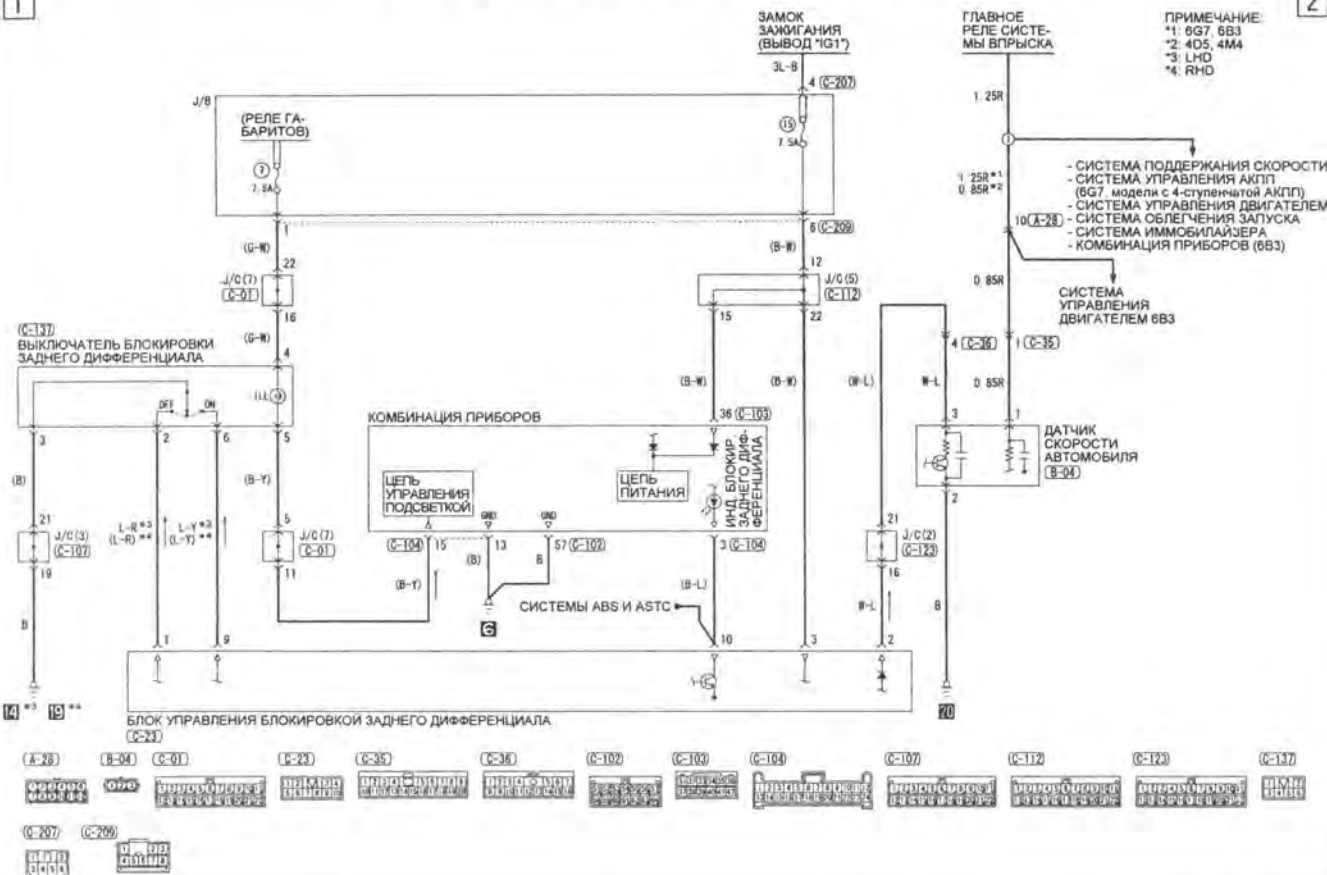 1
2
ЗАМОК
ЗАЖИГАНИЯ
(ВЫВОД "IG1")
ГЛАВНОЕ
РЕЛЕ СИСТЕ-
МЫ ВПРЫСКА
ПРИМЕЧАНИЕ:
*1: 6G7, 6B3
*2: 4D5, 4M4
*3: LHD
*4: RHD
3L-B
4 (C-207)
1.25R
J/B
(РЕЛЕ ГА-
БАРИТОВ)
7
7.5A
15
7.5A
1.25R*1
0.85R*2
- СИСТЕМА ПОДДЕРЖАНИЯ СКОРОСТИ
- СИСТЕМА УПРАВЛЕНИЯ АКПП
(6G7, модели с 4-ступенчатой АКПП)
- СИСТЕМА УПРАВЛЕНИЯ ДВИГАТЕЛЕМ
- СИСТЕМА ОБЛЕГЧЕНИЯ ЗАПУСКА
- СИСТЕМА ИММОБИЛАЙЗЕРА
- КОМБИНАЦИЯ ПРИБОРОВ (6B3)
10 (A-28)
1
6 (C-209)
(G-W)
(B-W)
22
J/C(7)
(C-01)
16
12
J/C(5)
(C-112)
15
22
0.85R
СИСТЕМА
УПРАВЛЕНИЯ
ДВИГАТЕЛЕМ 6B3
(C-137)
ВЫКЛЮЧАТЕЛЬ БЛОКИРОВКИ
ЗАДНЕГО ДИФФЕРЕНЦИАЛА
(G-W)
4
4 (C-36)
1 (C-35)
(B-W)
(B-W)
(W-L)
W-L
0.85R
OFF
ON
ILL
3
2
6
5
КОМБИНАЦИЯ ПРИБОРОВ
36 (C-103)
3
1
ДАТЧИК
СКОРОСТИ
АВТОМОБИЛЯ
(B-04)
2
ЦЕПЬ
УПРАВЛЕНИЯ
ПОДСВЕТКОЙ
ЦЕПЬ
ПИТАНИЯ
ИНД. БЛОКИР.
ЗАДНЕГО ДИФ-
ФЕРЕНЦИАЛА
(B)
(B-Y)
GND
GND
21
J/C(3)
(C-107)
19
L-R*3
(L-R)*4
L-Y*3
(L-Y)*4
5
J/C(7)
(C-01)
11
(C-104) 15
13
57 (C-102)
3 (C-104)
21
J/C(2)
(C-123)
16
(B-Y)
(B)
B
(B-L)
СИСТЕМЫ ABS И ASTC
6
B
W-L
B
1
9
10
3
2
14 *3
19 *4
20
БЛОК УПРАВЛЕНИЯ БЛОКИРОВКОЙ ЗАДНЕГО ДИФФЕРЕНЦИАЛА
(C-23)
(A-28)
(B-04)
(C-01)
(C-23)
(C-35)
(C-36)
(C-102)
(C-103)
(C-104)
(C-107)
(C-112)
(C-123)
(C-137)
(C-207)
(C-209)